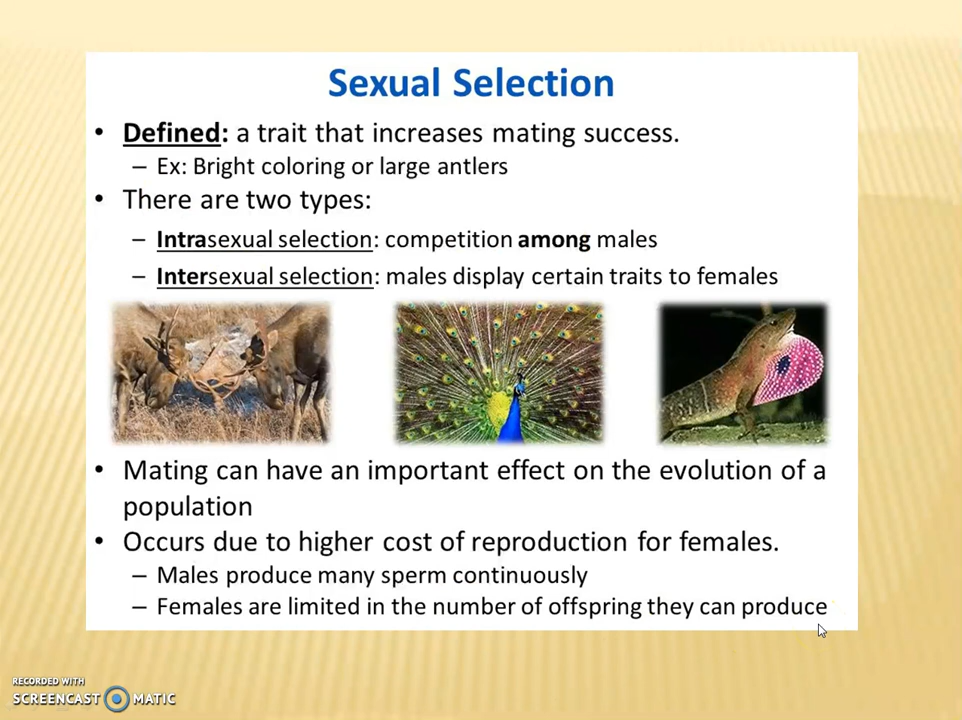 Sexual Selection
• Defined: a trait that increases mating success.
– Ex: Bright coloring or large antlers
• There are two types:
– Intrasexual selection: competition among males
– Intersexual selection: males display certain traits to females
• Mating can have an important effect on the evolution of a
population
• Occurs due to higher cost of reproduction for females.
– Males produce many sperm continuously
– Females are limited in the number of offspring they can produce
RECORDED WITH
SCREENCAST MATIC